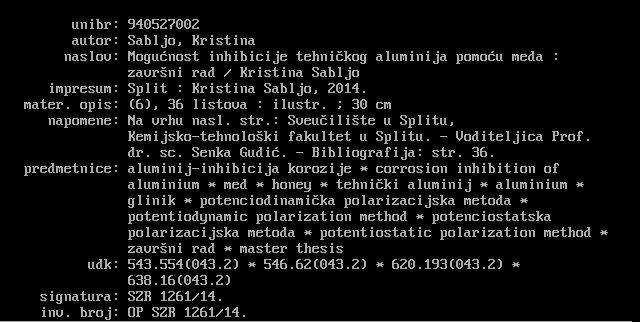 unibr: 940527002
autor: Sabljo, Kristina
naslov: Mogućnost inhibicije tehničkog aluminija pomoću meda :
završni rad / Kristina Sabljo
impresum: Split : Kristina Sabljo, 2014.
mater. opis: (6), 36 listova : ilustr. ; 30 cm
napomene: Na vrhu nasl. str.: Sveučilište u Splitu,
Kemijsko-tehnološki fakultet u Splitu. - Voditeljica Prof.
dr. sc. Senka Gudić. - Bibliografija: str. 36.
predmetnice: aluminij-inhibicija korozije * corrosion inhibition of
aluminium * med * honey * tehnički aluminij * aluminium *
glinik * potenciodinamička polarizacijska metoda *
potentiodynamic polarization method * potenciostatska
polarizacijska metoda * potentiostatic polarization method *
završni rad * master thesis
udk: 543.554(043.2) * 546.62(043.2) * 620.193(043.2) *
638.16(043.2)
signatura: SZR 1261/14.
inv. broj: OP SZR 1261/14.